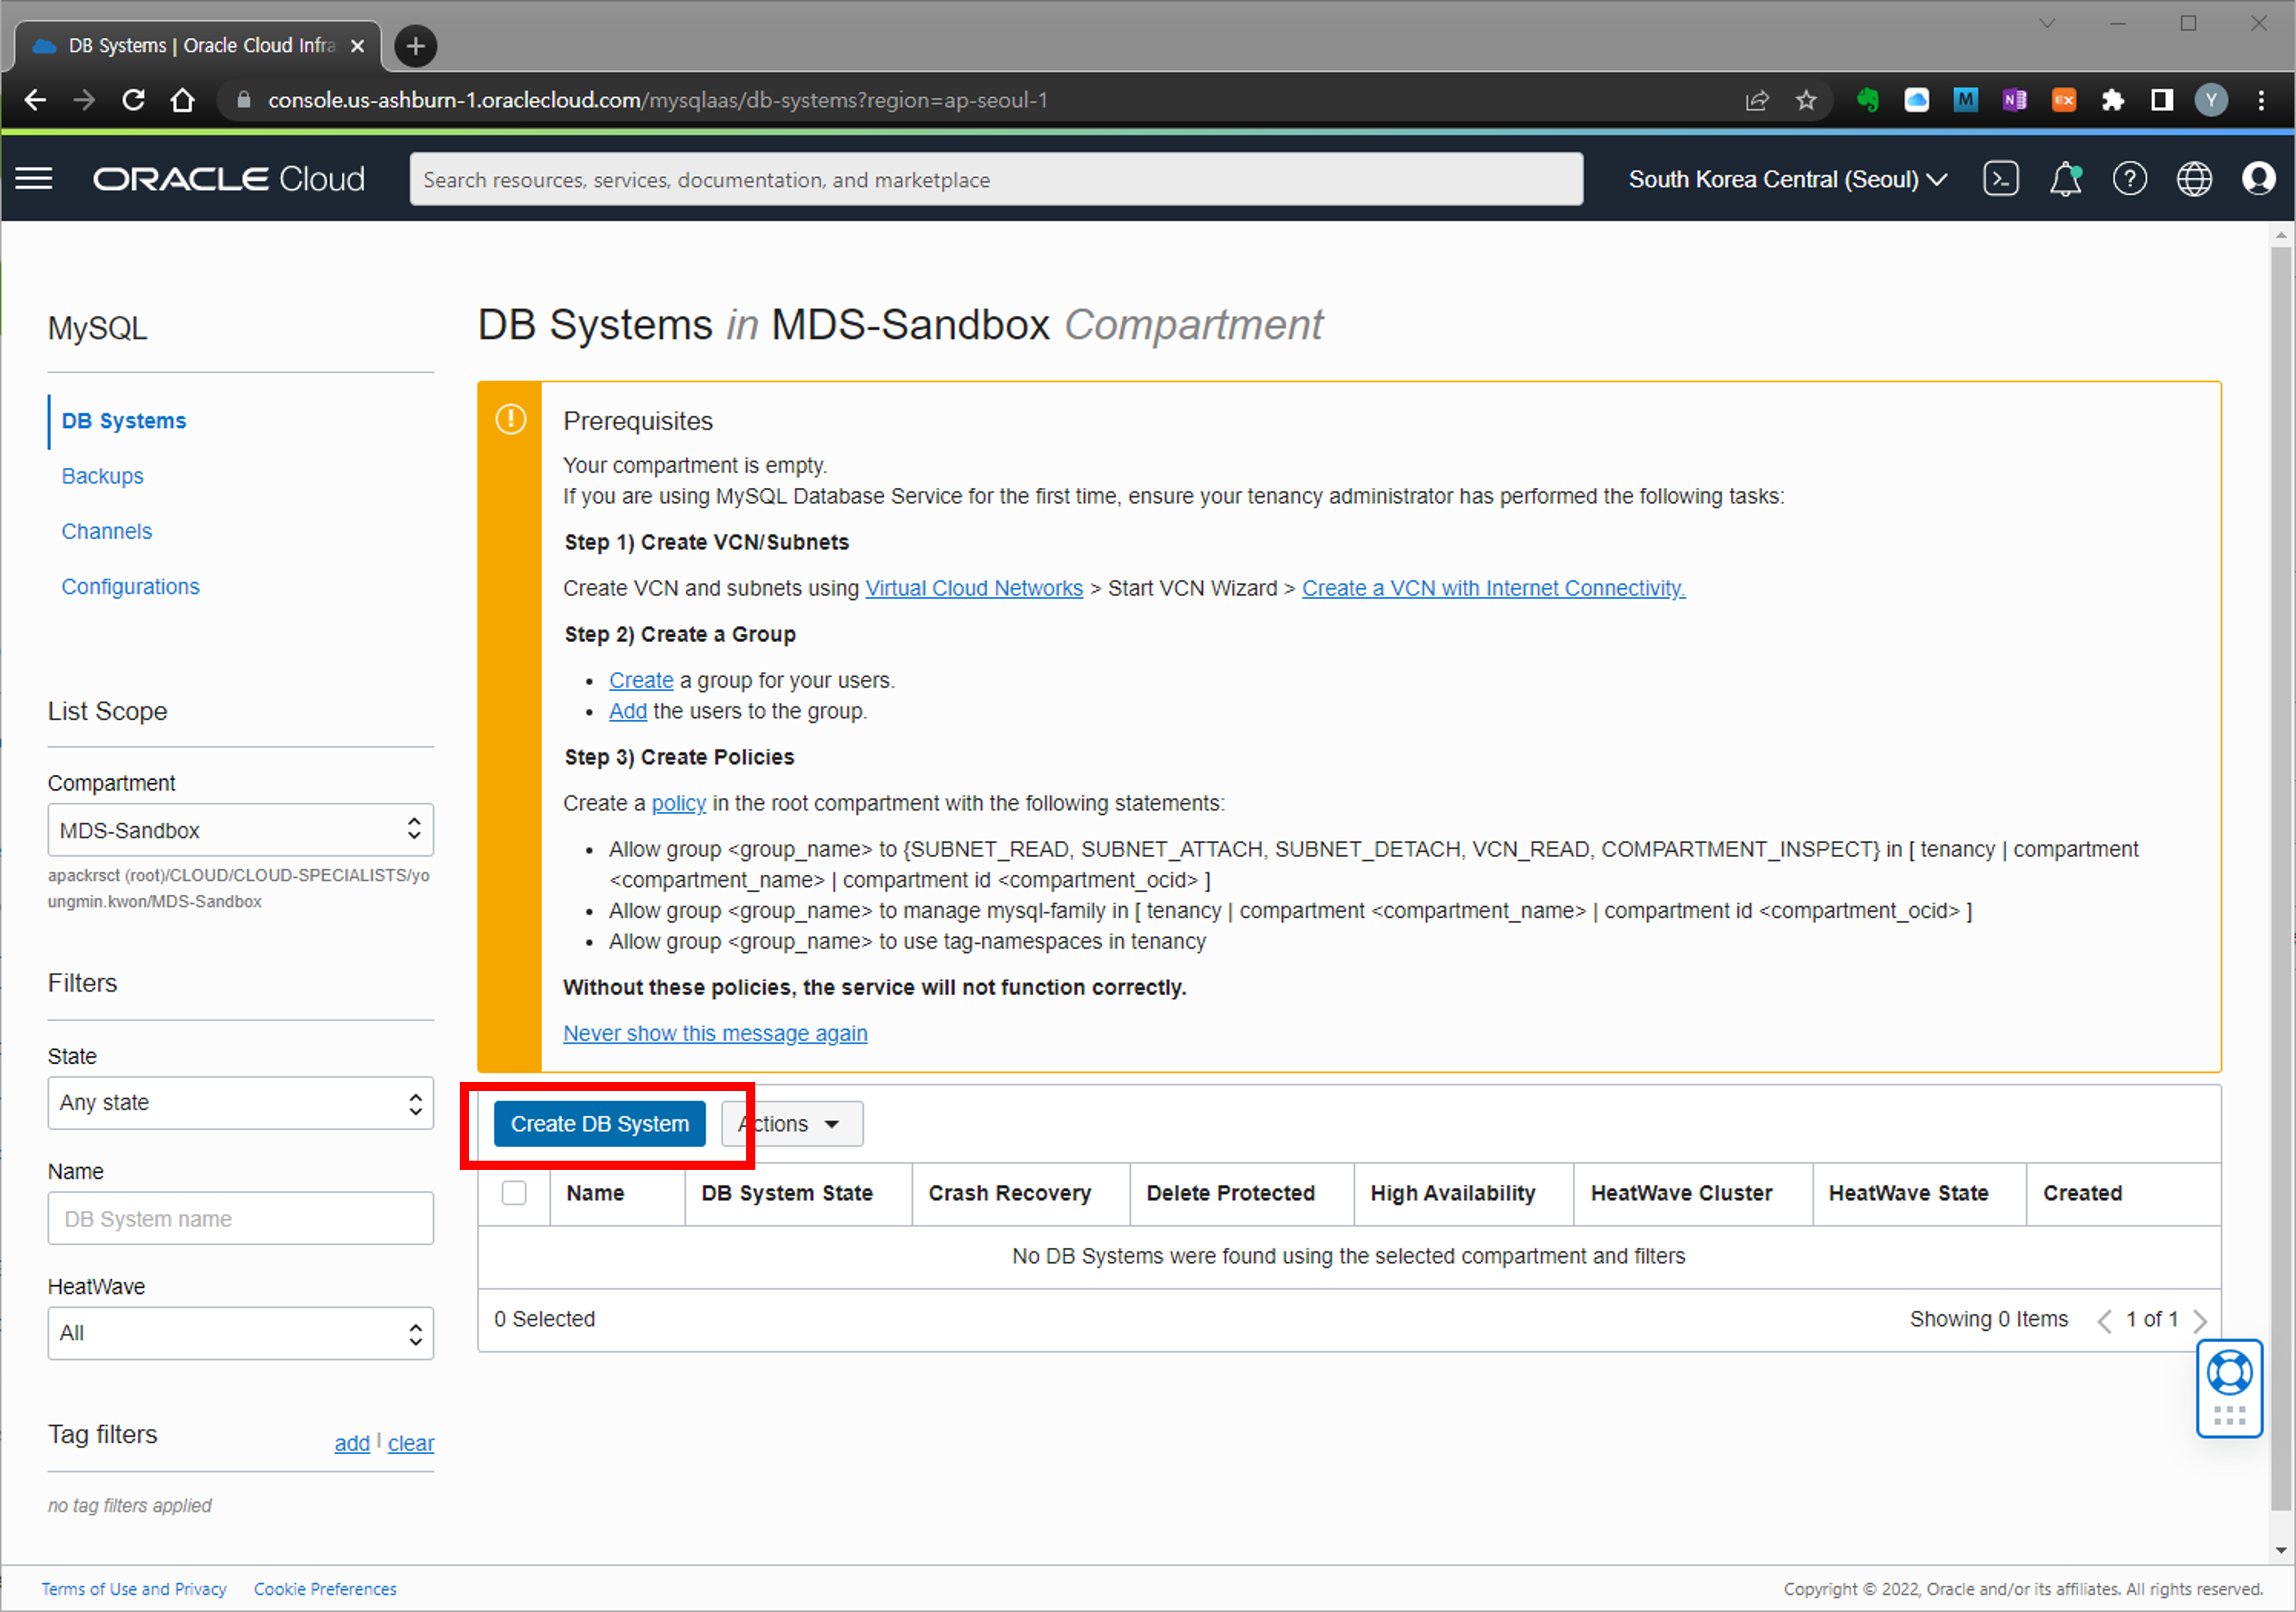 DB Systems | Oracle Cloud Infra
console.us-ashburn-1.oraclecloud.com/mysqlaas/db-systems?region=ap-seoul-1
M
N
EX
Y
ORACLE Cloud
Search resources, services, documentation, and marketplace
South Korea Central (Seoul)
MySQL
DB Systems
Backups
Channels
Configurations
List Scope
Compartment
MDS-Sandbox
apackrsct (root)/CLOUD/CLOUD-SPECIALISTS/yo
ungmin.kwon/MDS-Sandbox
Filters
State
Any state
Name
DB System name
HeatWave
All
Tag filters
add | clear
no tag filters applied
DB Systems in MDS-Sandbox Compartment
Prerequisites
Your compartment is empty.
If you are using MySQL Database Service for the first time, ensure your tenancy administrator has performed the following tasks:
Step 1) Create VCN/Subnets
Create VCN and subnets using Virtual Cloud Networks > Start VCN Wizard > Create a VCN with Internet Connectivity.
Step 2) Create a Group
• Create a group for your users.
• Add the users to the group.
Step 3) Create Policies
Create a policy in the root compartment with the following statements:
• Allow group <group_name> to {SUBNET_READ, SUBNET_ATTACH, SUBNET_DETACH, VCN_READ, COMPARTMENT_INSPECT} in [ tenancy | compartment
<compartment_name> | compartment id <compartment_ocid> ]
• Allow group <group_name> to manage mysql-family in [ tenancy | compartment <compartment_name> | compartment id <compartment_ocid> ]
• Allow group <group_name> to use tag-namespaces in tenancy
Without these policies, the service will not function correctly.
Never show this message again
Create DB System
Actions
Name DB System State Crash Recovery Delete Protected High Availability HeatWave Cluster HeatWave State Created
No DB Systems were found using the selected compartment and filters
0 Selected
Showing 0 Items < 1 of 1 >
Terms of Use and Privacy Cookie Preferences
Copyright © 2022, Oracle and/or its affiliates. All rights reserved.